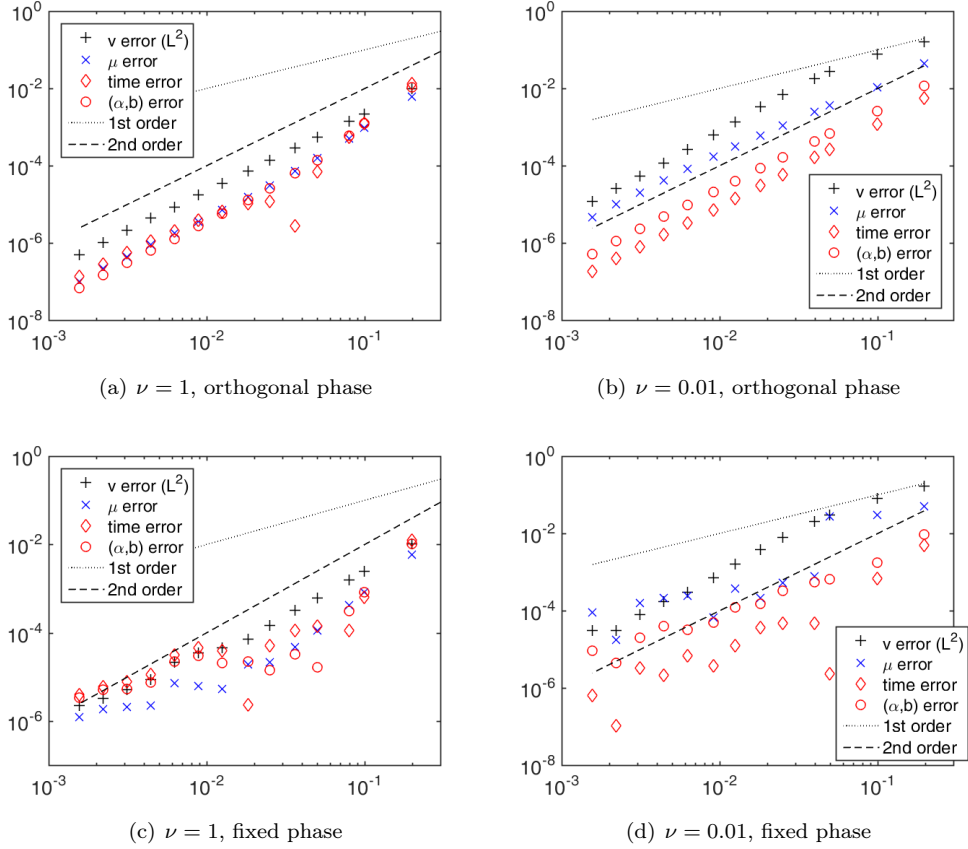 10^0
10^-2
10^-4
10^-6
10^-8
v error (L^2)
μ error
time error
(α,b) error
1st order
2nd order
10^-3
10^-2
10^-1
(a) ν = 1, orthogonal phase
10^0
10^-2
10^-4
10^-6
10^-8
v error (L^2)
μ error
time error
(α,b) error
1st order
2nd order
10^-3
10^-2
10^-1
(b) ν = 0.01, orthogonal phase
10^0
10^-2
10^-4
10^-6
v error (L^2)
μ error
time error
(α,b) error
1st order
2nd order
10^-3
10^-2
10^-1
(c) ν = 1, fixed phase
10^0
10^-2
10^-4
10^-6
10^-8
v error (L^2)
μ error
time error
(α,b) error
1st order
2nd order
10^-3
10^-2
10^-1
(d) ν = 0.01, fixed phase